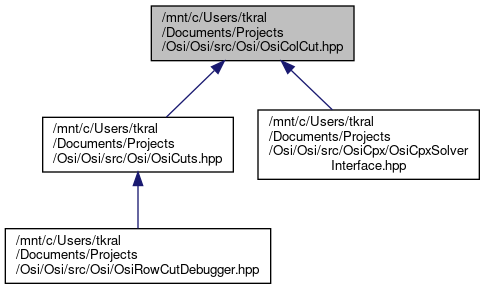 /mnt/c/Users/tkral
/Documents/Projects
/Osi/Osi/src/Osi/OsiColCut.hpp
/mnt/c/Users/tkral
/Documents/Projects
/Osi/Osi/src/Osi/OsiCuts.hpp
/mnt/c/Users/tkral
/Documents/Projects
/Osi/Osi/src/OsiCpx/OsiCpxSolver
Interface.hpp
/mnt/c/Users/tkral
/Documents/Projects
/Osi/Osi/src/Osi/OsiRowCutDebugger.hpp